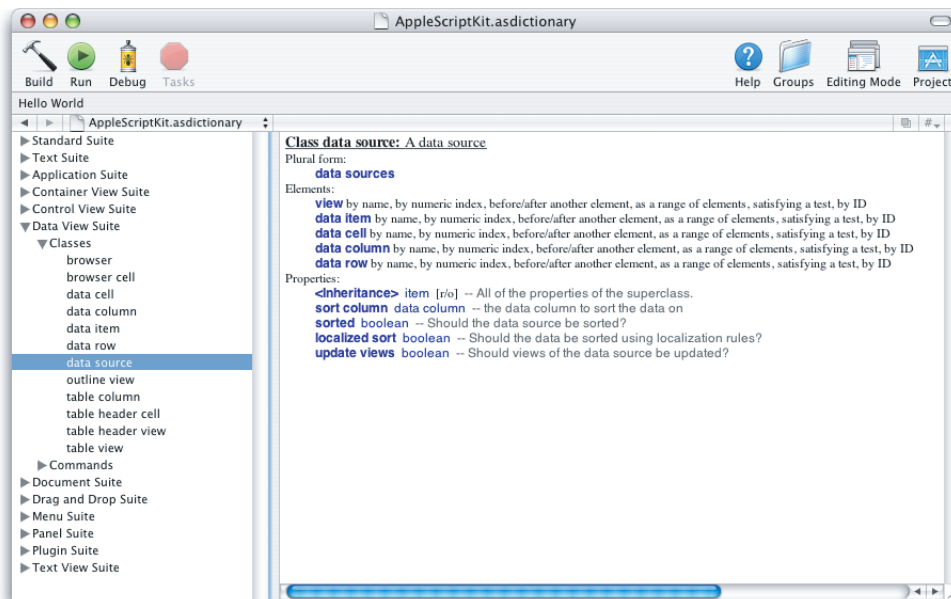 AppleScriptKit.asdictionary
Build Run Debug Tasks Help Groups Editing Mode Project
Hello World
AppleScriptKit.asdictionary #
Standard Suite
Text Suite
Application Suite
Container View Suite
Control View Suite
Data View Suite
Classes
browser
browser cell
data cell
data column
data item
data row
data source
outline view
table column
table header cell
table header view
table view
Commands
Document Suite
Drag and Drop Suite
Menu Suite
Panel Suite
Plugin Suite
Text View Suite
Class data source: A data source
Plural form:
data sources
Elements:
view by name, by numeric index, before/after another element, as a range of elements, satisfying a test, by ID
data item by name, by numeric index, before/after another element, as a range of elements, satisfying a test, by ID
data cell by name, by numeric index, before/after another element, as a range of elements, satisfying a test, by ID
data column by name, by numeric index, before/after another element, as a range of elements, satisfying a test, by ID
data row by name, by numeric index, before/after another element, as a range of elements, satisfying a test, by ID
Properties:
<Inheritance> item [r/o] -- All of the properties of the superclass.
sort column data column -- the data column to sort the data on
sorted boolean -- Should the data source be sorted?
localized sort boolean -- Should the data be sorted using localization rules?
update views boolean -- Should views of the data source be updated?